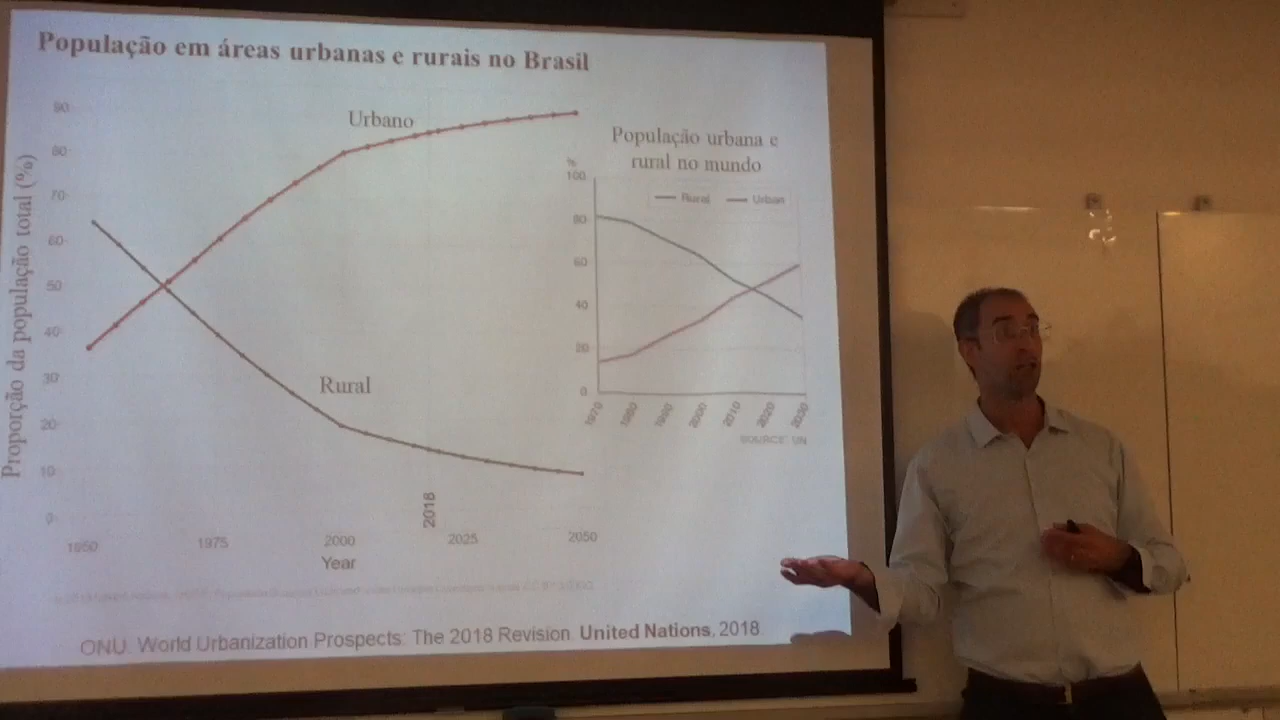 População em áreas urbanas e rurais no Brasil
Proporção da população total (%)
90
80
70
60
50
40
30
20
10
0
Urbano
Rural
1950
1975
2000
2018
2025
2050
Year
População urbana e
rural no mundo
%
100
80
60
40
20
0
Rural
Urban
1970
1980
1990
2000
2010
2020
2030
SOURCE: UN
ONU. World Urbanization Prospects: The 2018 Revision. United Nations, 2018.